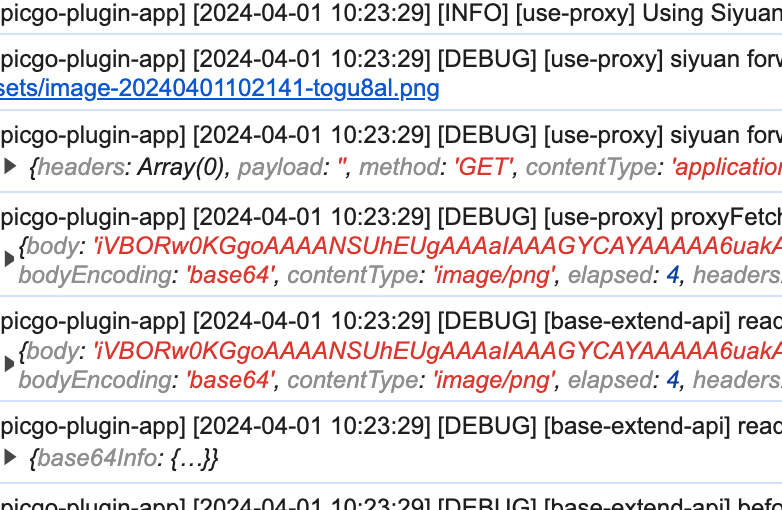 picgo-plugin-app] [2024-04-01 10:23:29] [INFO] [use-proxy] Using Siyuan
picgo-plugin-app] [2024-04-01 10:23:29] [DEBUG] [use-proxy] siyuan forw
sets/image-20240401102141-togu8al.png
picgo-plugin-app] [2024-04-01 10:23:29] [DEBUG] [use-proxy] siyuan forw
{headers: Array(0), payload: '', method: 'GET', contentType: 'application
picgo-plugin-app] [2024-04-01 10:23:29] [DEBUG] [use-proxy] proxyFetch
{body: 'iVBORw0KGgoAAAANSUhEUgAAAaIAAAGYCAYAAAAA6uakA
bodyEncoding: 'base64', contentType: 'image/png', elapsed: 4, headers:
picgo-plugin-app] [2024-04-01 10:23:29] [DEBUG] [base-extend-api] read
{body: 'iVBORw0KGgoAAAANSUhEUgAAAaIAAAGYCAYAAAAA6uakA
bodyEncoding: 'base64', contentType: 'image/png', elapsed: 4, headers:
picgo-plugin-app] [2024-04-01 10:23:29] [DEBUG] [base-extend-api] read
{base64Info: {…}}
picgo-plugin-app] [2024-04-01 10:23:29] [DEBUG] [base-extend-api] befo